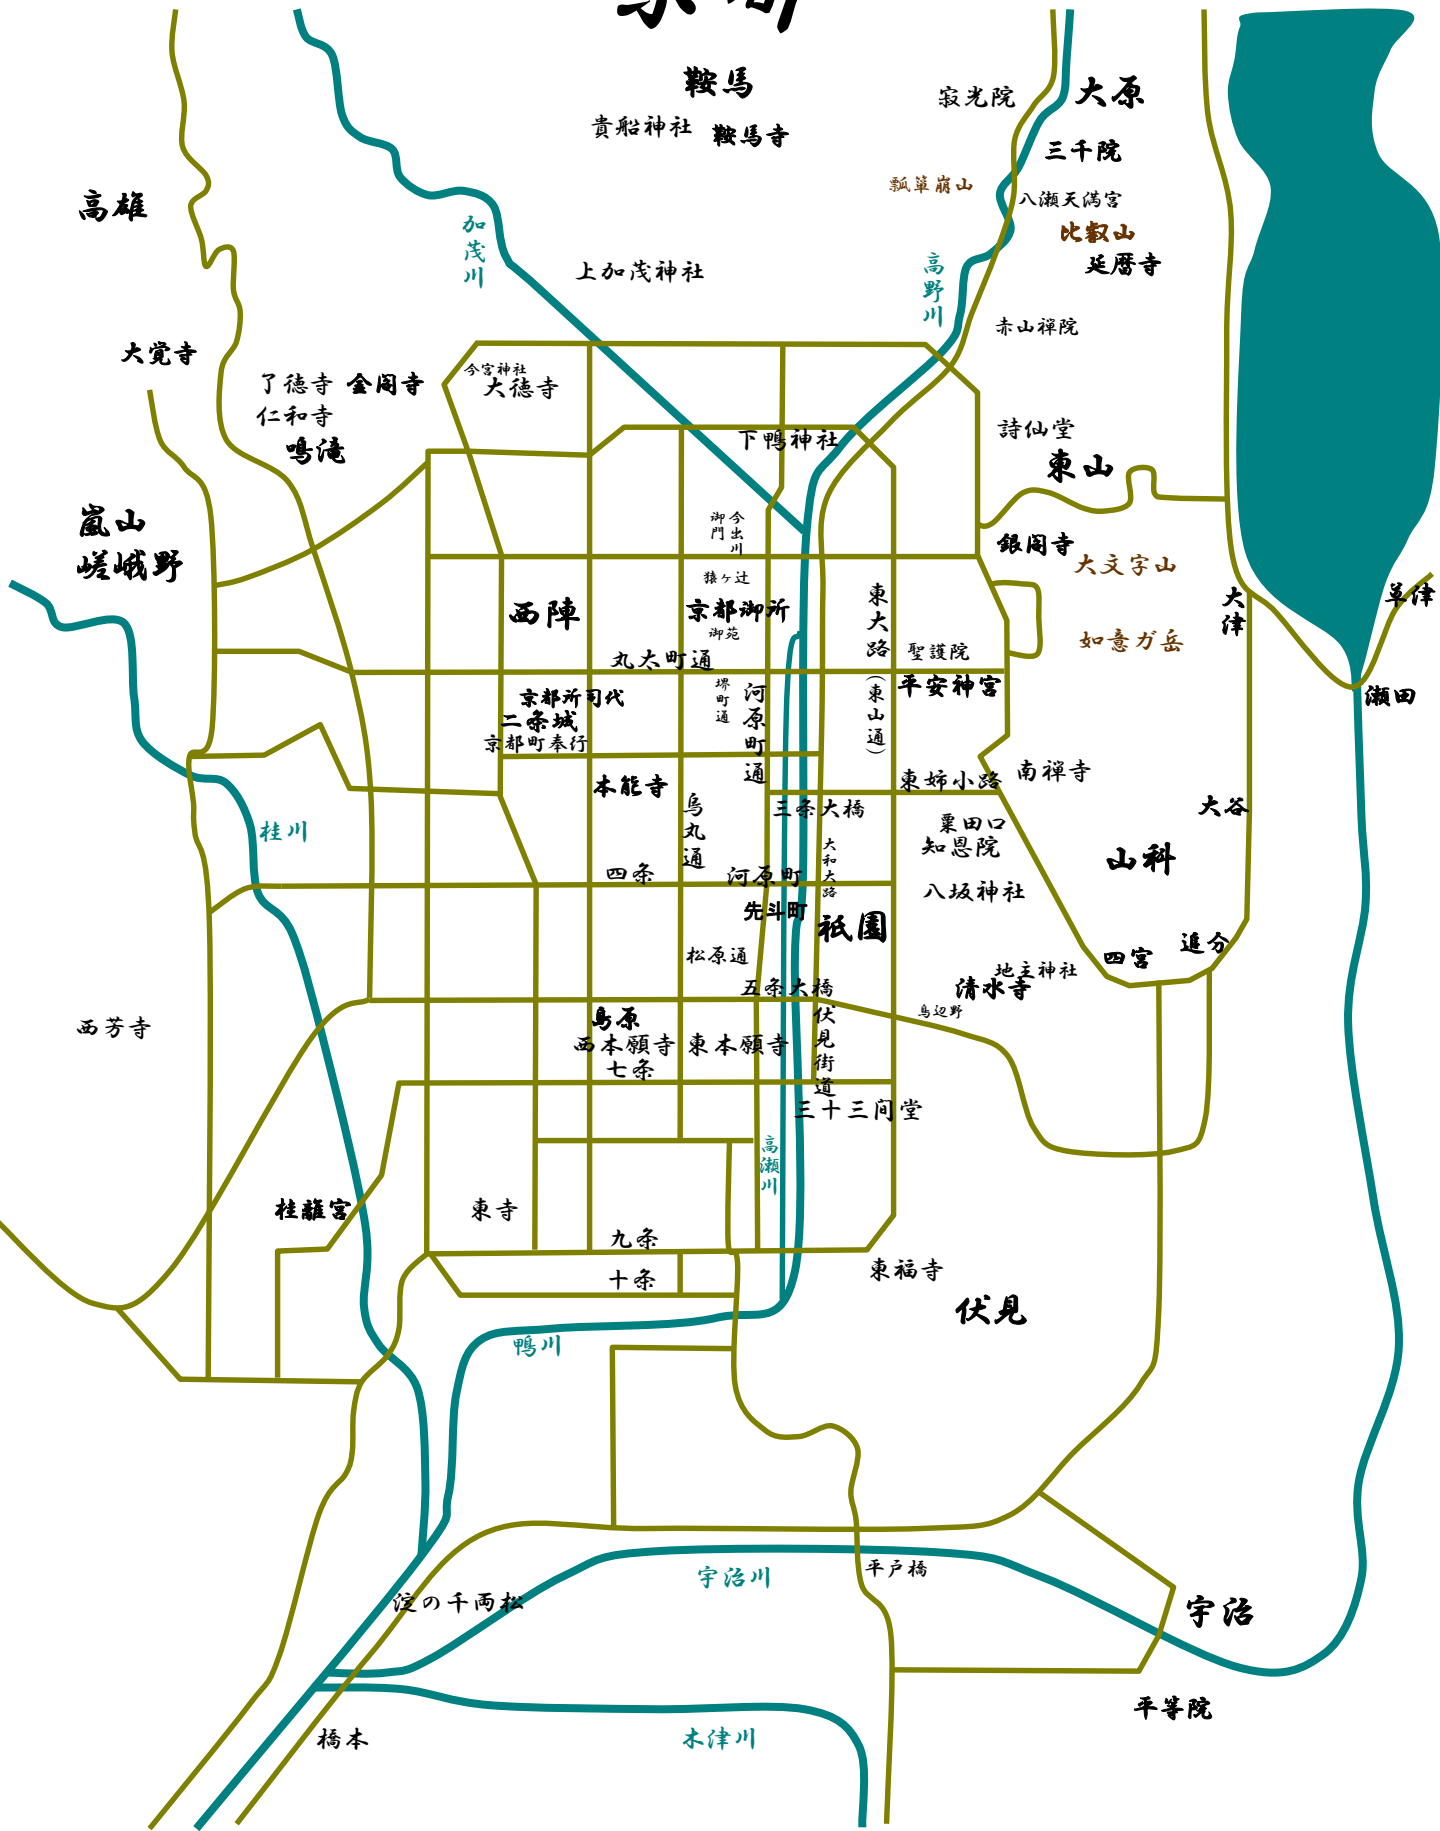 京都
鞍馬
貴船神社
鞍馬寺
寂光院
大原
三千院
瓢箪崩山
八瀬天満宮
比叡山
延暦寺
高雄
加茂川
上加茂神社
高野川
赤山禅院
大覚寺
了徳寺
金閣寺
今宮神社
大徳寺
仁和寺
鳴滝
下鴨神社
詩仙堂
東山
嵐山
嵯峨野
今出川
御門
銀閣寺
大文字山
猿ヶ辻
西陣
京都御所
御苑
東大路
(東山通)
大津
草津
如意ガ岳
丸太町通
聖護院
平安神宮
堺町通
河原町通
京都所司代
二条城
京都町奉行
瀬田
本能寺
烏丸通
東姉小路
南禅寺
三条大橋
大谷
桂川
粟田口
知恩院
大和大路
山科
四条
河原町
八坂神社
先斗町
祇園
松原通
追分
四宮
地主神社
清水寺
五条大橋
鳥辺野
西芳寺
島原
伏見街道
西本願寺
東本願寺
七条
三十三間堂
高瀬川
桂離宮
東寺
九条
十条
東福寺
伏見
鴨川
宇治川
平戸橋
淀の千両松
宇治
平等院
橋本
木津川